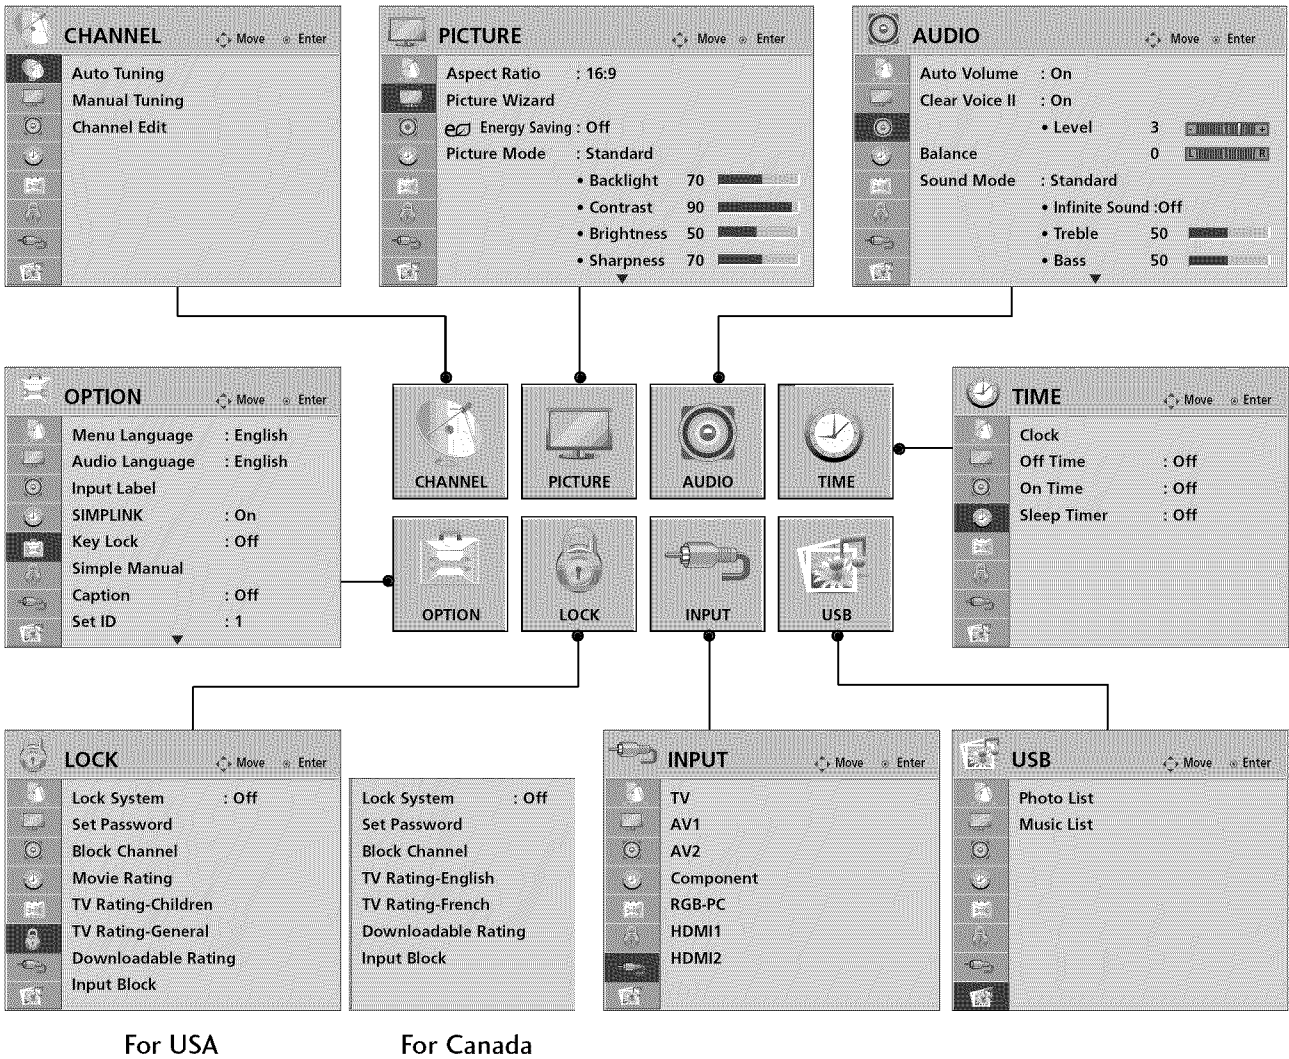 CHANNEL
Move Enter
Auto Tuning
Manual Tuning
Channel Edit
PICTURE
Move Enter
Aspect Ratio : 16:9
Picture Wizard
Energy Saving : Off
Picture Mode : Standard
• Backlight 70
• Contrast 90
• Brightness 50
• Sharpness 70
AUDIO
Move Enter
Auto Volume : On
Clear Voice II : On
• Level 3 - +
Balance 0 L R
Sound Mode : Standard
• Infinite Sound :Off
• Treble 50
• Bass 50
OPTION
Move Enter
Menu Language : English
Audio Language : English
Input Label
SIMPLINK : On
Key Lock : Off
Simple Manual
Caption : Off
Set ID : 1
CHANNEL
PICTURE
AUDIO
TIME
OPTION
LOCK
INPUT
USB
TIME
Move Enter
Clock
Off Time : Off
On Time : Off
Sleep Timer : Off
LOCK
Move Enter
Lock System : Off
Set Password
Block Channel
Movie Rating
TV Rating-Children
TV Rating-General
Downloadable Rating
Input Block
For USA
Lock System : Off
Set Password
Block Channel
TV Rating-English
TV Rating-French
Downloadable Rating
Input Block
For Canada
INPUT
Move Enter
TV
AV1
AV2
Component
RGB-PC
HDMI1
HDMI2
USB
Move Enter
Photo List
Music List